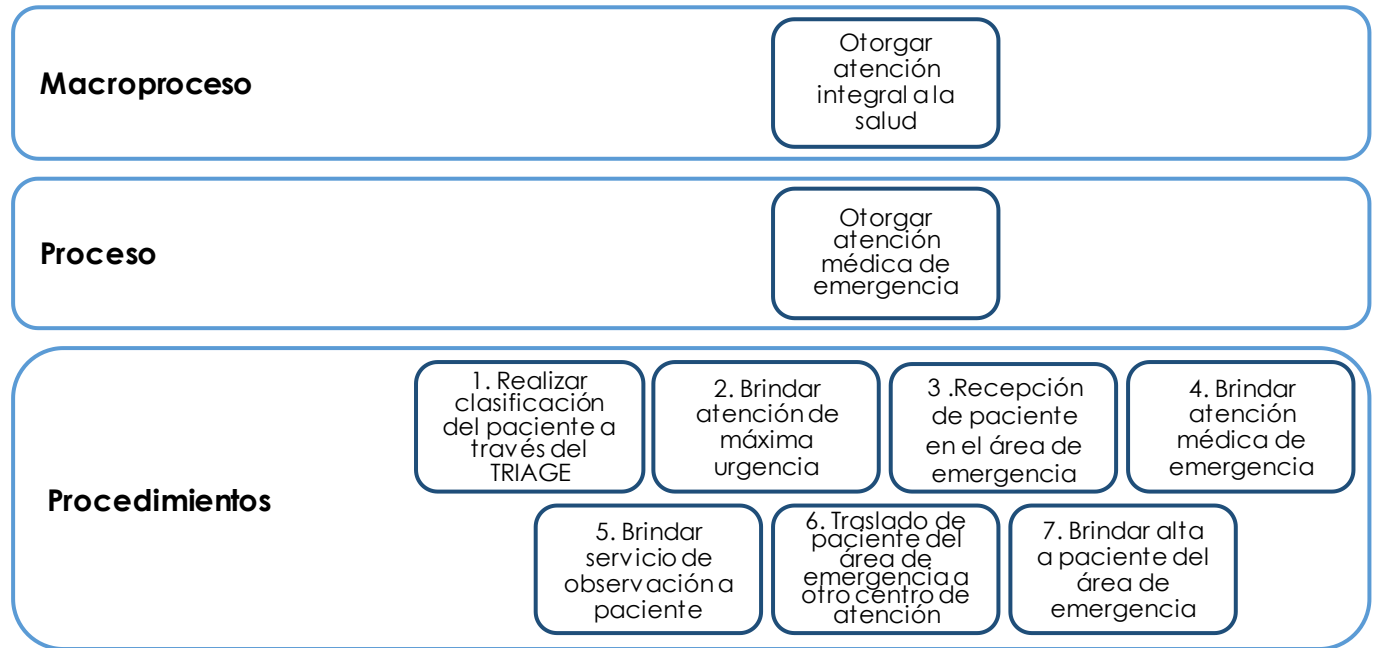 Macroproceso
Otorgar
atención
integral a la
salud
Proceso
Otorgar
atención
médica de
emergencia
Procedimientos
1. Realizar
clasificación
del paciente a
través del
TRIAGE
2. Brindar
atención de
máxima
urgencia
3 .Recepción
de paciente
en el área de
emergencia
4. Brindar
atención
médica de
emergencia
5. Brindar
servicio de
observación a
paciente
6. Traslado de
paciente del
área de
emergencia a
otro centro de
atención
7. Brindar alta
a paciente del
área de
emergencia